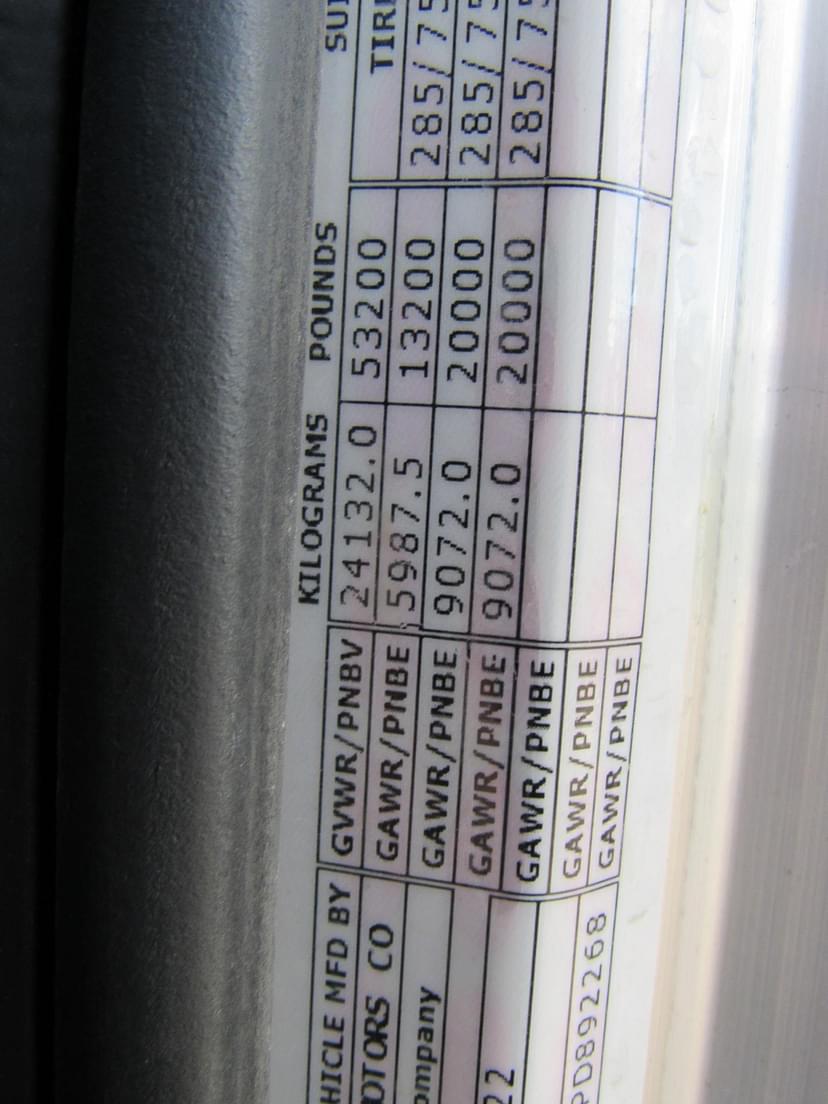 KILOGRAMS POUNDS SUI
HICLE MFD BY GVWR/PNBV 24132.0 53200 TIRE
OTORS CO GAWR/PNBE 5987.5 13200 285/75
ompany GAWR/PNBE 9072.0 20000 285/75
GAWR/PNBE 9072.0 20000 285/75
22 GAWR/PNBE
GAWR/PNBE
PD892268 GAWR/PNBE